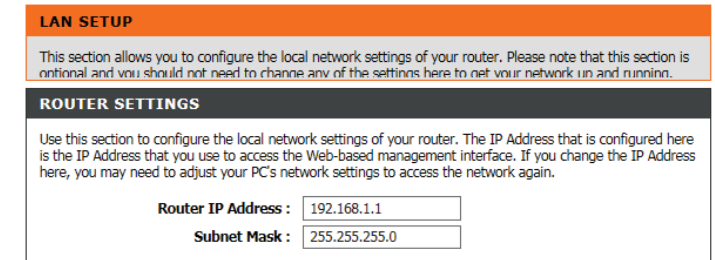 LAN SETUP
This section allows you to configure the local network settings of your router. Please note that this section is
optional and you should not need to change any of the settings here to get your network up and running.
ROUTER SETTINGS
Use this section to configure the local network settings of your router. The IP Address that is configured here
is the IP Address that you use to access the Web-based management interface. If you change the IP Address
here, you may need to adjust your PC's network settings to access the network again.
Router IP Address : 192.168.1.1
Subnet Mask : 255.255.255.0